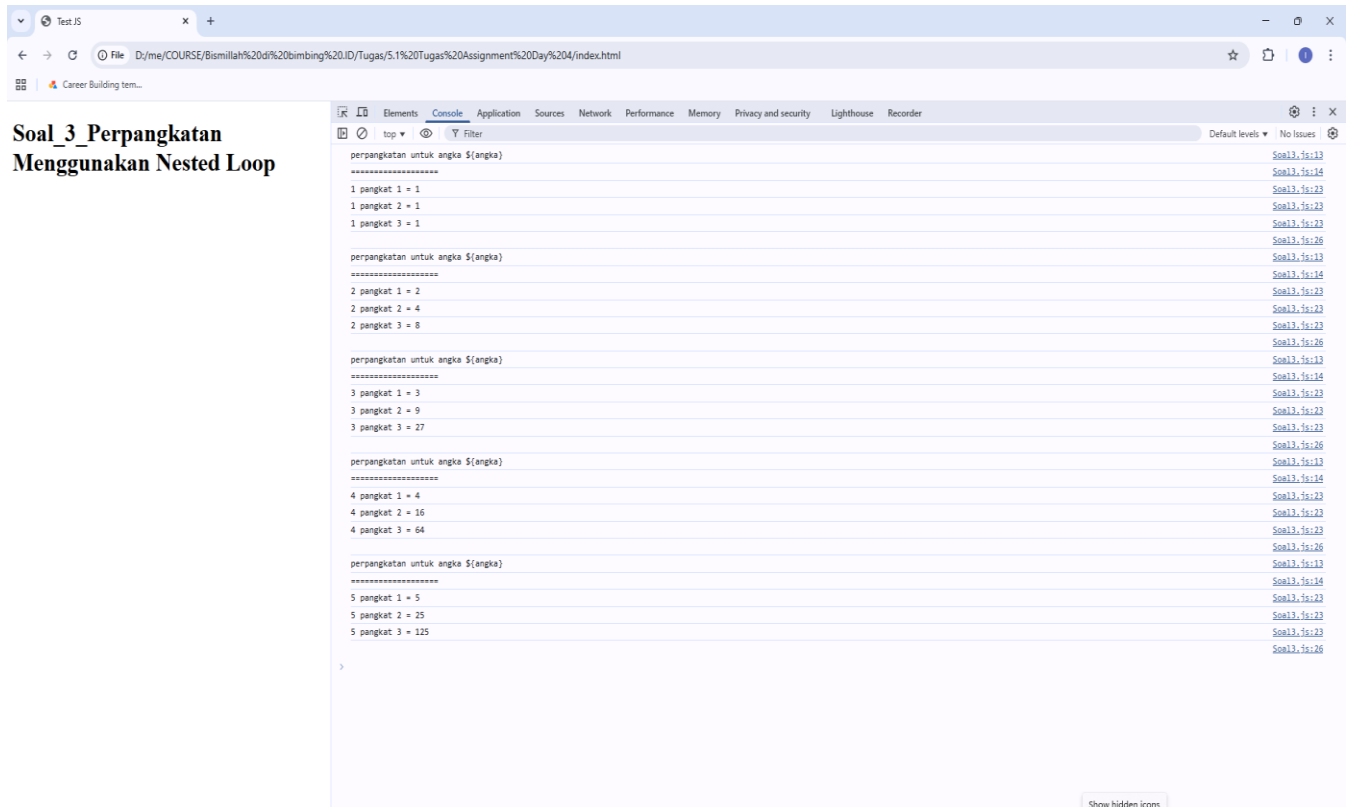 Test JS
File D:/me/COURSE/Bismillah%20di%20bimbing%20.ID/Tugas/5.1%20Tugas%20Assignment%20Day%204/index.html
Career Building tem...
Soal_3_Perpangkatan
Menggunakan Nested Loop
Elements Console Application Sources Network Performance Memory Privacy and security Lighthouse Recorder
top Filter Default levels No Issues
perpangkatan untuk angka ${angka} Soal3.js:13
=================== Soal3.js:14
1 pangkat 1 = 1 Soal3.js:23
1 pangkat 2 = 1 Soal3.js:23
1 pangkat 3 = 1 Soal3.js:23
Soal3.js:26
perpangkatan untuk angka ${angka} Soal3.js:13
=================== Soal3.js:14
2 pangkat 1 = 2 Soal3.js:23
2 pangkat 2 = 4 Soal3.js:23
2 pangkat 3 = 8 Soal3.js:23
Soal3.js:26
perpangkatan untuk angka ${angka} Soal3.js:13
=================== Soal3.js:14
3 pangkat 1 = 3 Soal3.js:23
3 pangkat 2 = 9 Soal3.js:23
3 pangkat 3 = 27 Soal3.js:23
Soal3.js:26
perpangkatan untuk angka ${angka} Soal3.js:13
=================== Soal3.js:14
4 pangkat 1 = 4 Soal3.js:23
4 pangkat 2 = 16 Soal3.js:23
4 pangkat 3 = 64 Soal3.js:23
Soal3.js:26
perpangkatan untuk angka ${angka} Soal3.js:13
=================== Soal3.js:14
5 pangkat 1 = 5 Soal3.js:23
5 pangkat 2 = 25 Soal3.js:23
5 pangkat 3 = 125 Soal3.js:23
Soal3.js:26
Show hidden icons